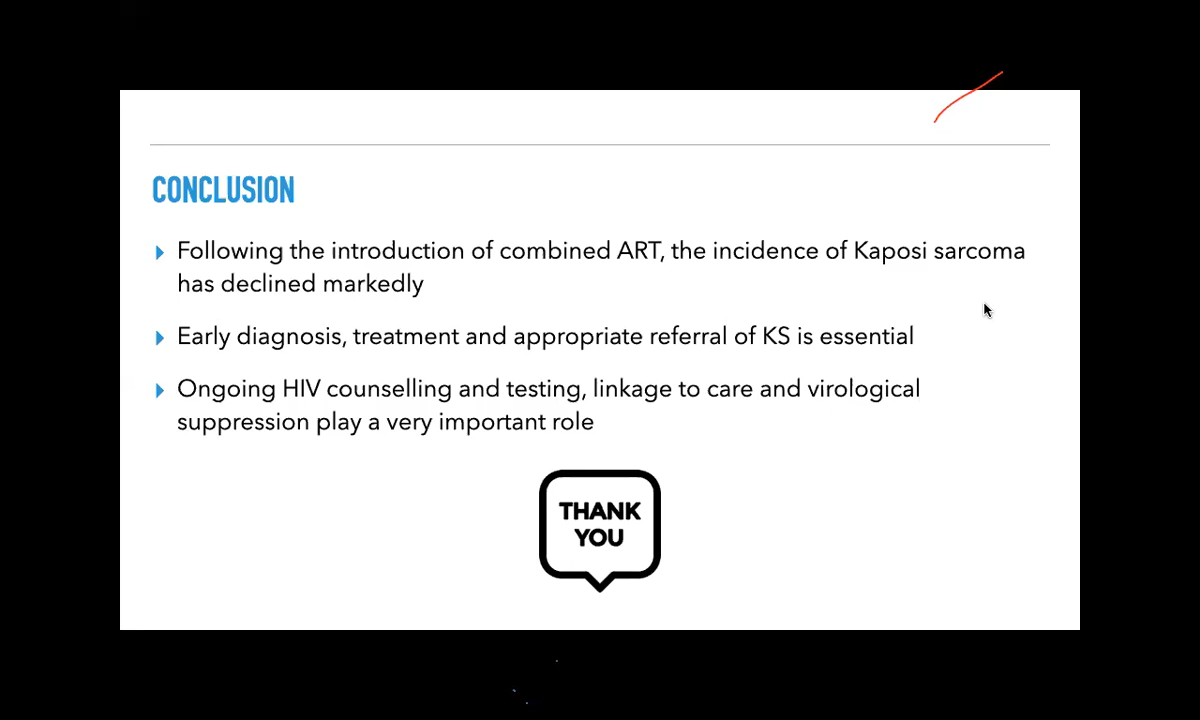 CONCLUSION
Following the introduction of combined ART, the incidence of Kaposi sarcoma
has declined markedly
Early diagnosis, treatment and appropriate referral of KS is essential
Ongoing HIV counselling and testing, linkage to care and virological
suppression play a very important role
THANK
YOU